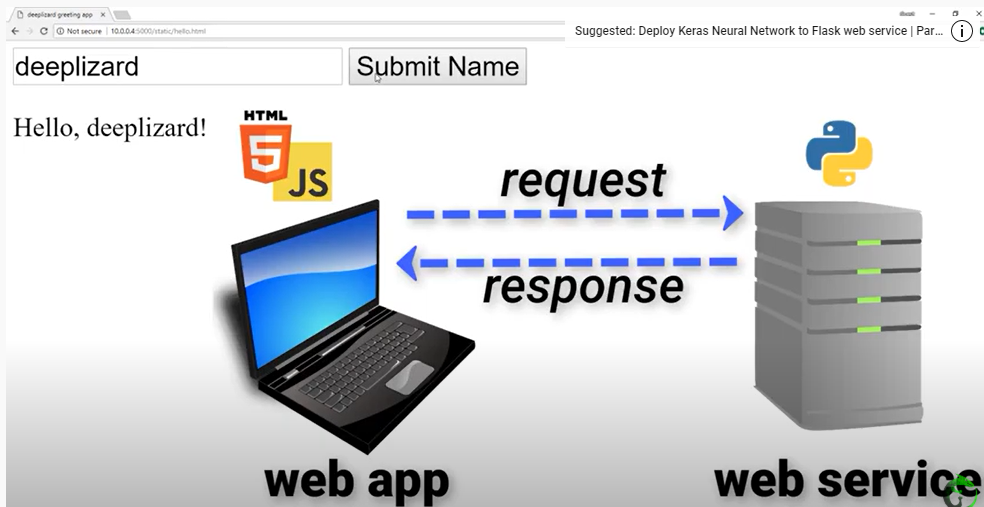 deeplizard greeting app
Not secure | 10.0.0.4:5000/static/hello.html
Suggested: Deploy Keras Neural Network to Flask web service | Par...
deeplizard
Submit Name
Hello, deeplizard!
HTML
5
JS
request
response
web app
web service